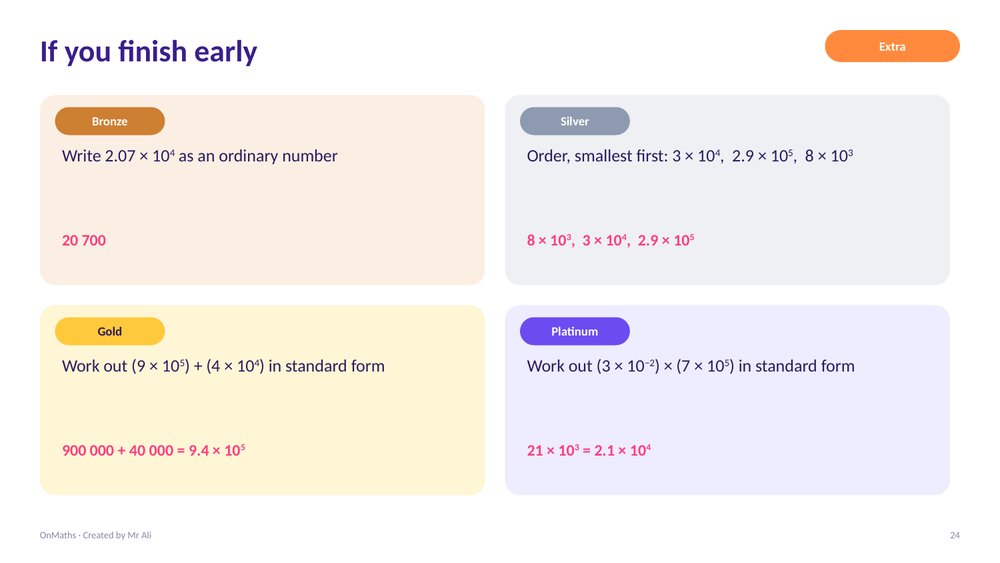 If you finish early
Extra
Bronze
Write 2.07 × 10⁴ as an ordinary number
20 700
Silver
Order, smallest first: 3 × 10⁴, 2.9 × 10⁵, 8 × 10³
8 × 10³, 3 × 10⁴, 2.9 × 10⁵
Gold
Work out (9 × 10⁵) + (4 × 10⁴) in standard form
900 000 + 40 000 = 9.4 × 10⁵
Platinum
Work out (3 × 10⁻²) × (7 × 10⁵) in standard form
21 × 10³ = 2.1 × 10⁴
OnMaths · Created by Mr Ali
24